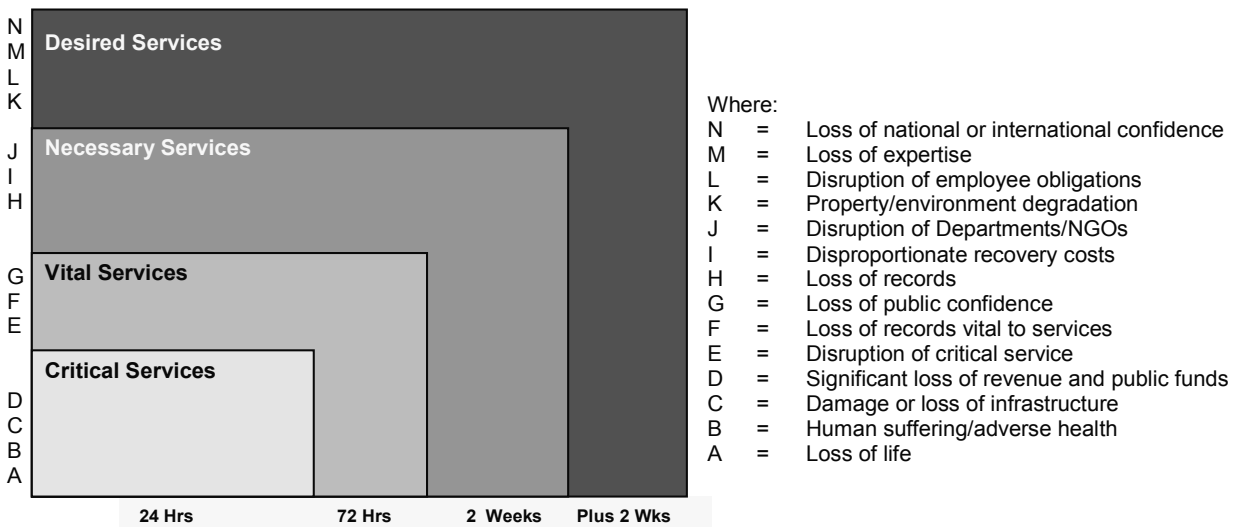 N
M
L
K
J
I
H
G
F
E
D
C
B
A
Desired Services
Necessary Services
Vital Services
Critical Services
24 Hrs 72 Hrs 2 Weeks Plus 2 Wks
Where:
N = Loss of national or international confidence
M = Loss of expertise
L = Disruption of employee obligations
K = Property/environment degradation
J = Disruption of Departments/NGOs
I = Disproportionate recovery costs
H = Loss of records
G = Loss of public confidence
F = Loss of records vital to services
E = Disruption of critical service
D = Significant loss of revenue and public funds
C = Damage or loss of infrastructure
B = Human suffering/adverse health
A = Loss of life